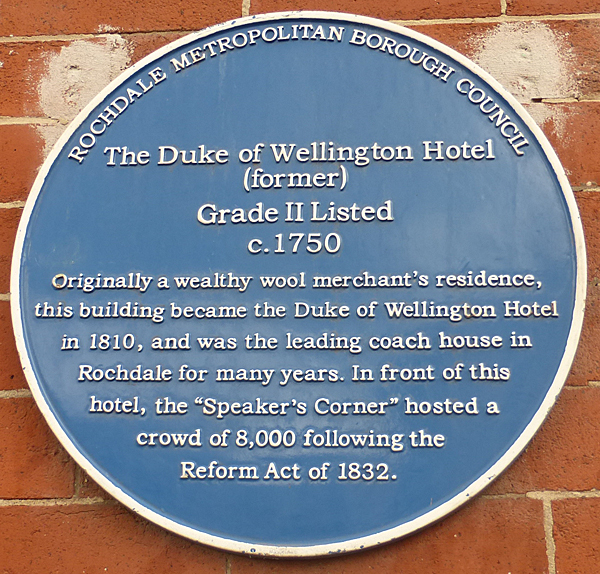 ROCHDALE METROPOLITAN BOROUGH COUNCIL
The Duke of Wellington Hotel
(former)
Grade II Listed
c.1750
Originally a wealthy wool merchant's residence,
this building became the Duke of Wellington Hotel
in 1810, and was the leading coach house in
Rochdale for many years. In front of this
hotel, the "Speaker's Corner" hosted a
crowd of 8,000 following the
Reform Act of 1832.